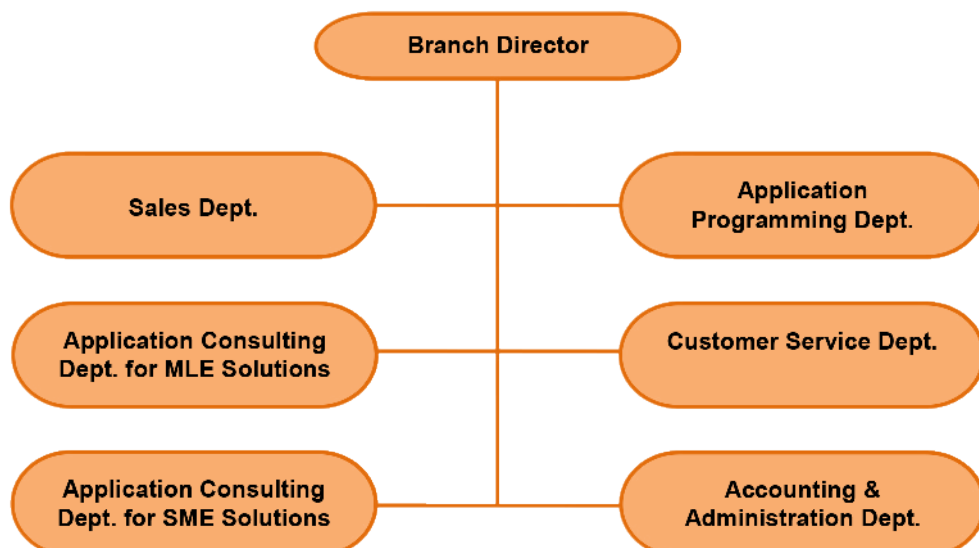 Branch Director
Sales Dept.
Application
Programming Dept.
Application Consulting
Dept. for MLE Solutions
Customer Service Dept.
Application Consulting
Dept. for SME Solutions
Accounting &
Administration Dept.